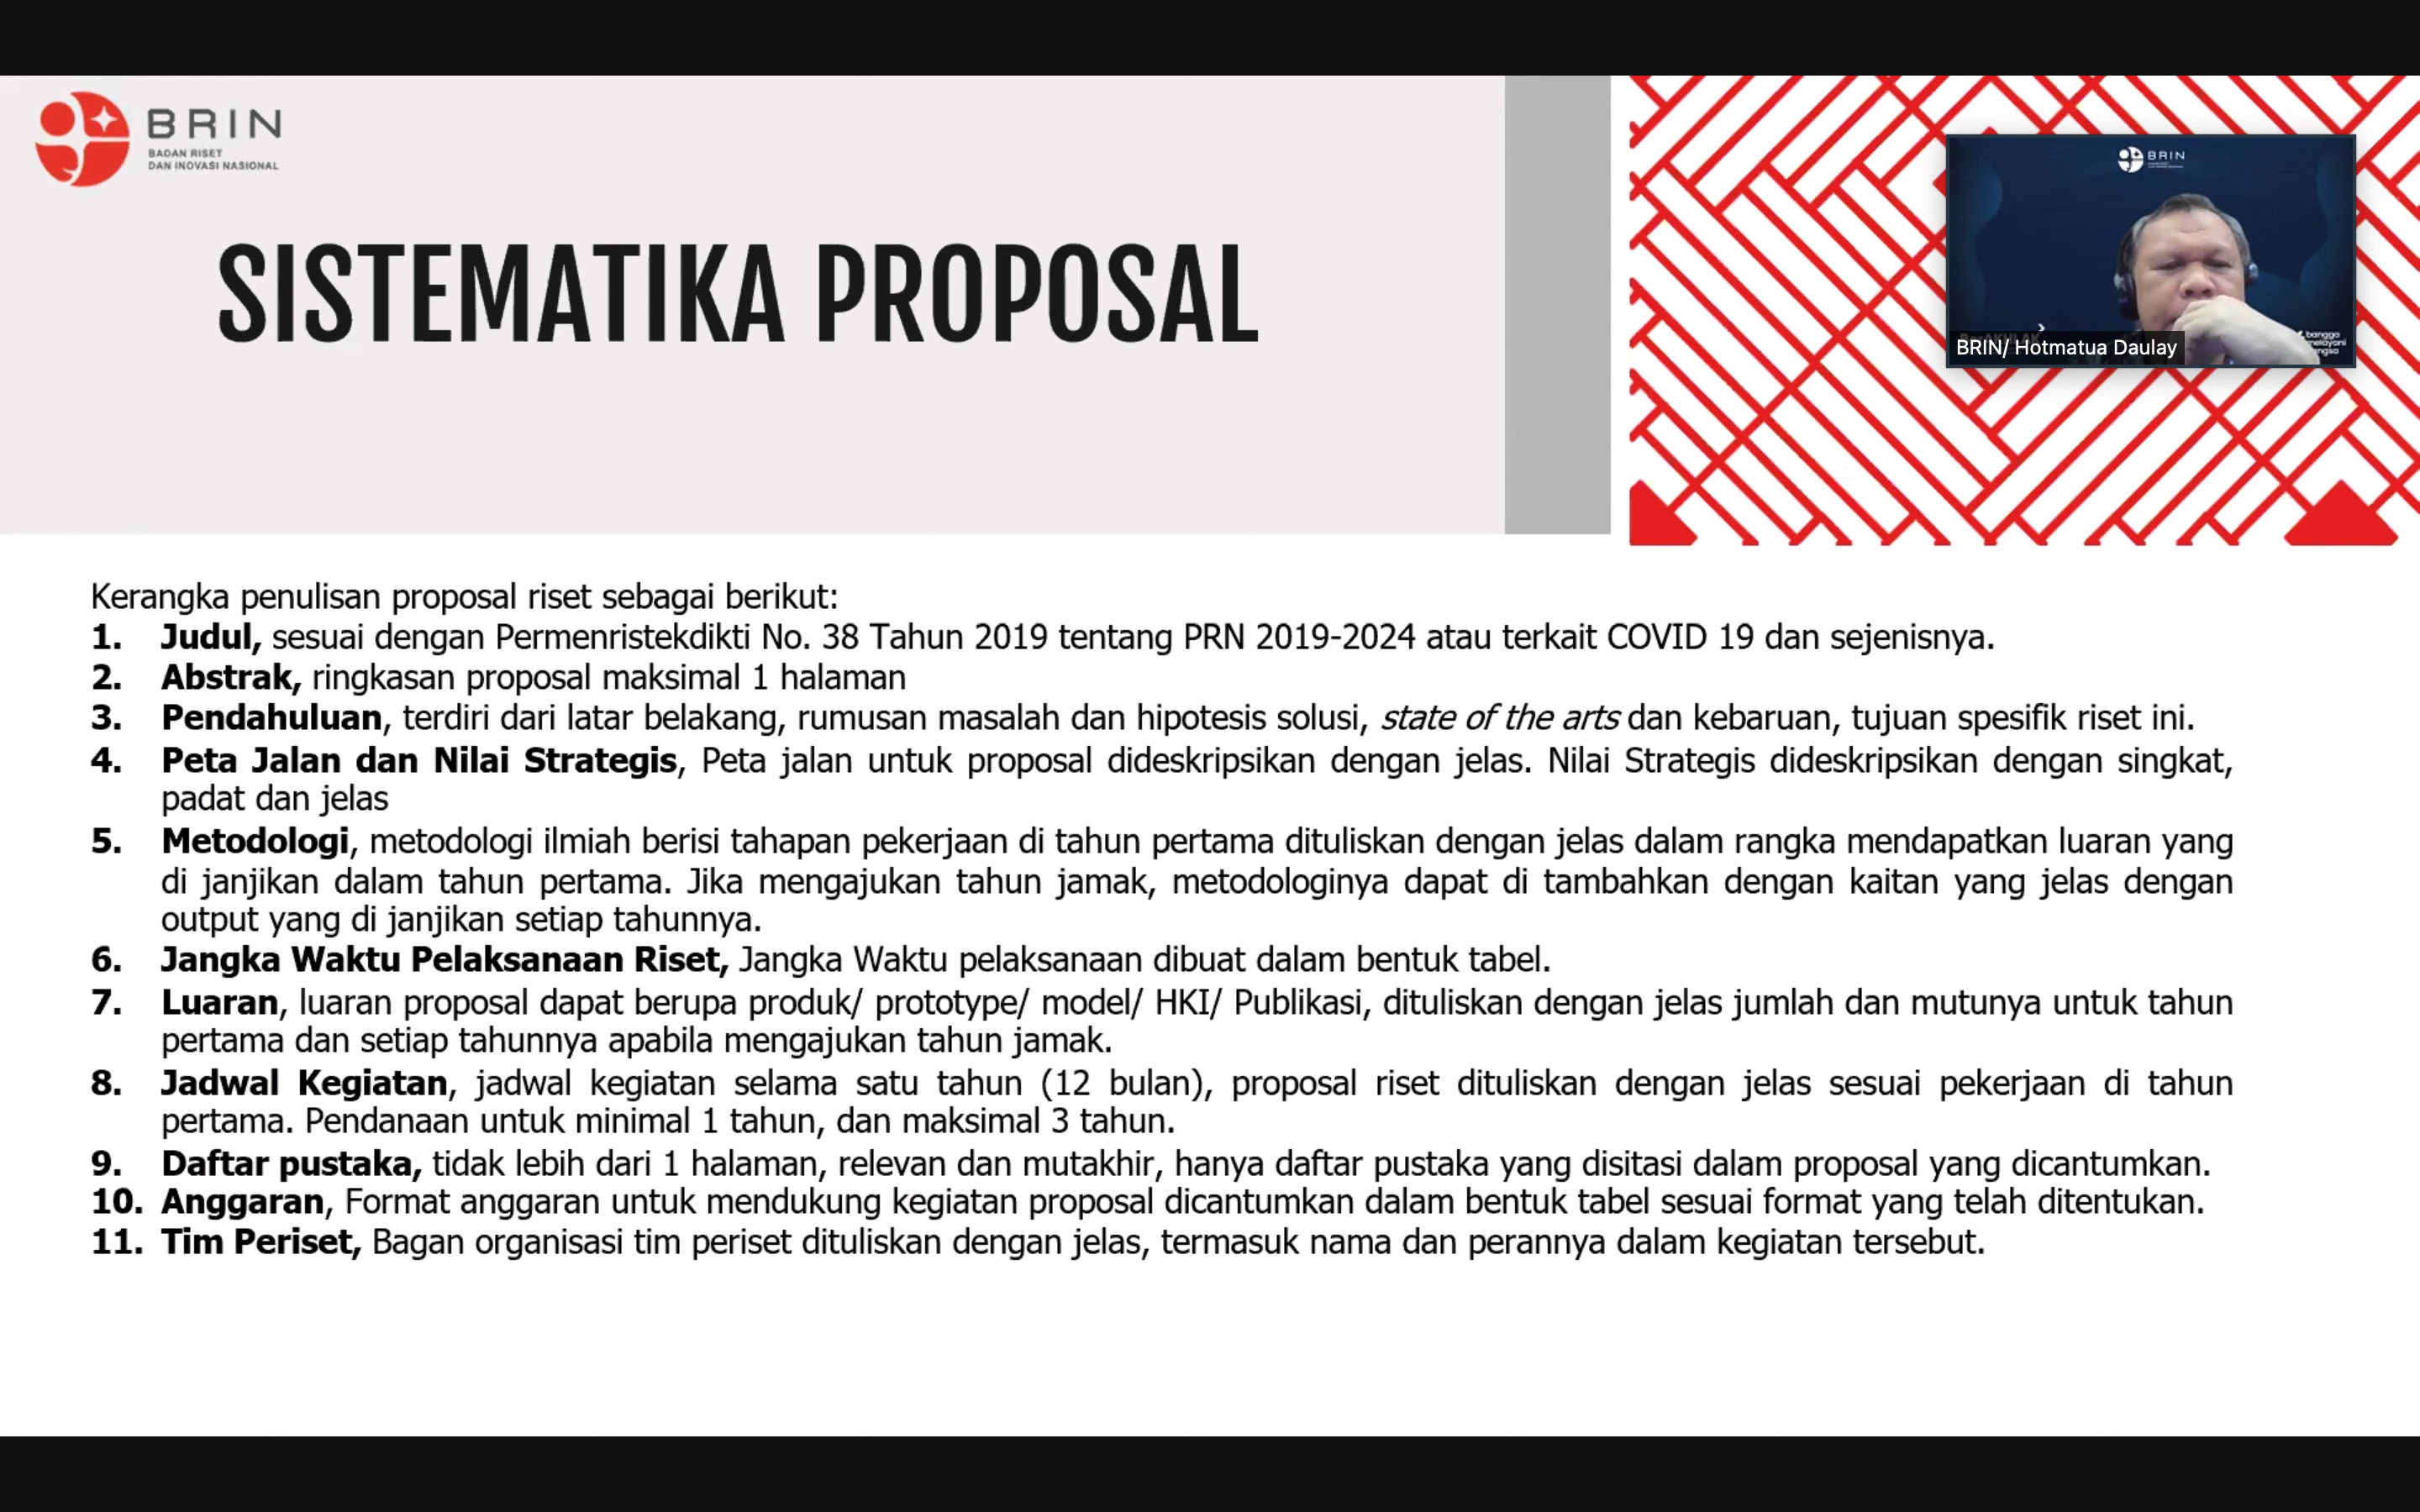 BRIN
BADAN RISET
DAN INOVASI NASIONAL
SISTEMATIKA PROPOSAL
BRIN
BRIN/ Hotmatua Daulay
bangga
melayani
Kerangka penulisan proposal riset sebagai berikut:
1. Judul, sesuai dengan Permenristekdikti No. 38 Tahun 2019 tentang PRN 2019-2024 atau terkait COVID 19 dan sejenisnya.
2. Abstrak, ringkasan proposal maksimal 1 halaman
3. Pendahuluan, terdiri dari latar belakang, rumusan masalah dan hipotesis solusi, state of the arts dan kebaruan, tujuan spesifik riset ini.
4. Peta Jalan dan Nilai Strategis, Peta jalan untuk proposal dideskripsikan dengan jelas. Nilai Strategis dideskripsikan dengan singkat,
padat dan jelas
5. Metodologi, metodologi ilmiah berisi tahapan pekerjaan di tahun pertama dituliskan dengan jelas dalam rangka mendapatkan luaran yang
di janjikan dalam tahun pertama. Jika mengajukan tahun jamak, metodologinya dapat di tambahkan dengan kaitan yang jelas dengan
output yang di janjikan setiap tahunnya.
6. Jangka Waktu Pelaksanaan Riset, Jangka Waktu pelaksanaan dibuat dalam bentuk tabel.
7. Luaran, luaran proposal dapat berupa produk/ prototype/ model/ HKI/ Publikasi, dituliskan dengan jelas jumlah dan mutunya untuk tahun
pertama dan setiap tahunnya apabila mengajukan tahun jamak.
8. Jadwal Kegiatan, jadwal kegiatan selama satu tahun (12 bulan), proposal riset dituliskan dengan jelas sesuai pekerjaan di tahun
pertama. Pendanaan untuk minimal 1 tahun, dan maksimal 3 tahun.
9. Daftar pustaka, tidak lebih dari 1 halaman, relevan dan mutakhir, hanya daftar pustaka yang disitasi dalam proposal yang dicantumkan.
10. Anggaran, Format anggaran untuk mendukung kegiatan proposal dicantumkan dalam bentuk tabel sesuai format yang telah ditentukan.
11. Tim Periset, Bagan organisasi tim periset dituliskan dengan jelas, termasuk nama dan perannya dalam kegiatan tersebut.